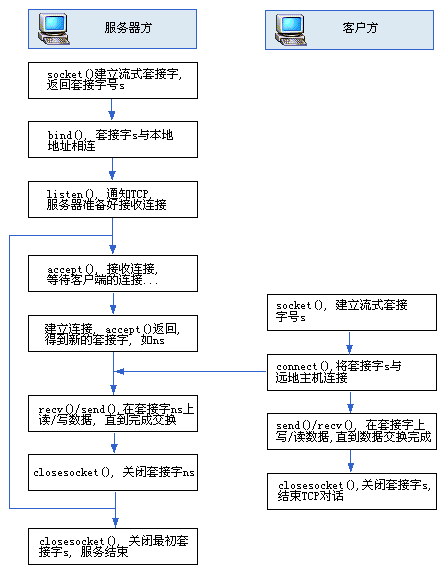 服务器方
socket()建立流式套接字,
返回套接字号s
bind(), 套接字s与本地
地址相连
listen(), 通知TCP,
服务器准备好接收连接
accept(), 接收连接,
等待客户端的连接...
建立连接, accept()返回,
得到新的套接字, 如ns
recv()/send(),在套接字ns上
读/写数据, 直到完成交换
closesocket(), 关闭套接字ns
closesocket(), 关闭最初套
接字s, 服务结束
客户方
socket(), 建立流式套接
字号s
connect(),将套接字s与
远地主机连接
send()/recv(), 在套接字上
写/读数据,直到数据交换完成
closesocket(),关闭套接字s,
结束TCP对话